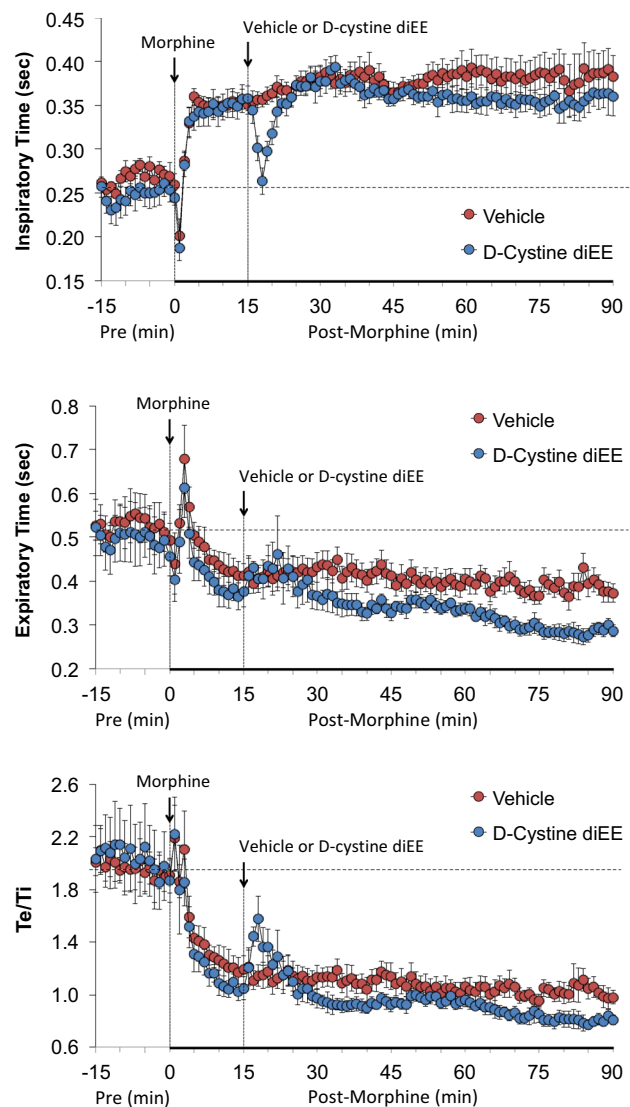 Vehicle or D-cystine diEE
Morphine
Inspiratory Time (sec)
0.45
0.40
0.35
0.30
0.25
0.20
0.15
Vehicle
D-Cystine diEE
-15 0 15 30 45 60 75 90
Pre (min) Post-Morphine (min)
Morphine
Vehicle
D-Cystine diEE
Vehicle or D-cystine diEE
Expiratory Time (sec)
0.8
0.7
0.6
0.5
0.4
0.3
0.2
-15 0 15 30 45 60 75 90
Pre (min) Post-Morphine (min)
Morphine
Vehicle
D-Cystine diEE
Vehicle or D-cystine diEE
Te/Ti
2.6
2.2
1.8
1.4
1.0
0.6
-15 0 15 30 45 60 75 90
Pre (min) Post-Morphine (min)